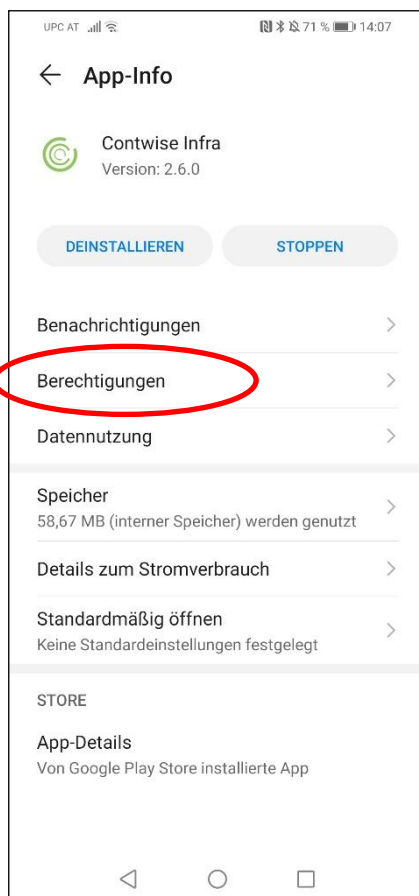 UPC AT 71 % 14:07
App-Info
Contwise Infra
Version: 2.6.0
DEINSTALLIEREN STOPPEN
Benachrichtigungen
Berechtigungen
Datennutzung
Speicher
58,67 MB (interner Speicher) werden genutzt
Details zum Stromverbrauch
Standardmäßig öffnen
Keine Standardeinstellungen festgelegt
STORE
App-Details
Von Google Play Store installierte App